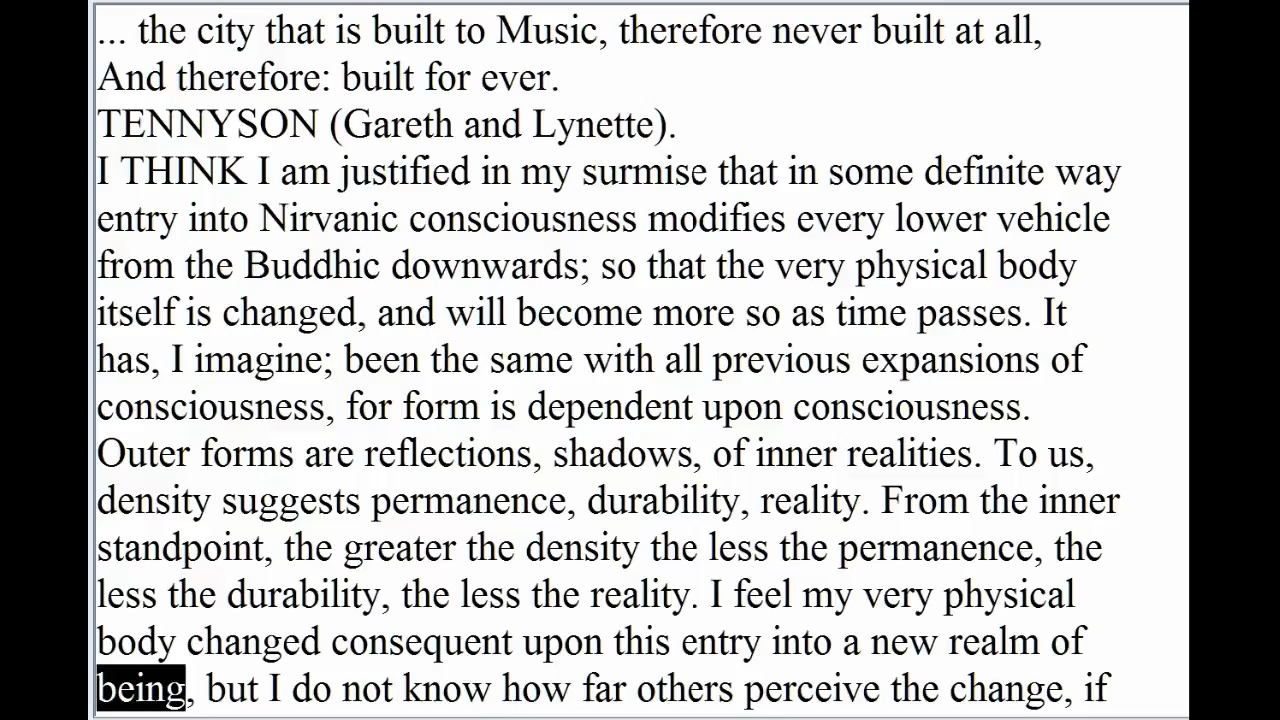 ... the city that is built to Music, therefore never built at all,
And therefore: built for ever.
TENNYSON (Gareth and Lynette).
I THINK I am justified in my surmise that in some definite way
entry into Nirvanic consciousness modifies every lower vehicle
from the Buddhic downwards; so that the very physical body
itself is changed, and will become more so as time passes. It
has, I imagine; been the same with all previous expansions of
consciousness, for form is dependent upon consciousness.
Outer forms are reflections, shadows, of inner realities. To us,
density suggests permanence, durability, reality. From the inner
standpoint, the greater the density the less the permanence, the
less the durability, the less the reality. I feel my very physical
body changed consequent upon this entry into a new realm of
being, but I do not know how far others perceive the change, if